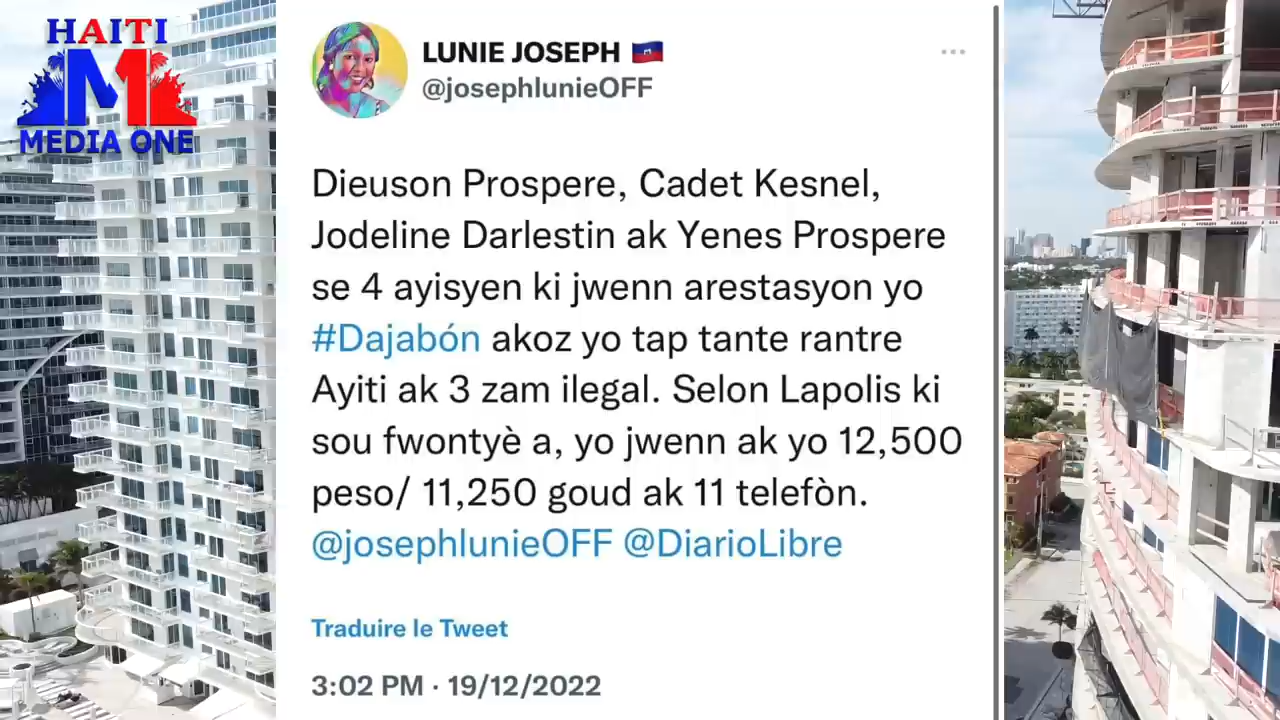 HAITI
M1
MEDIA ONE
LUNIE JOSEPH 🇭🇹
@josephlunieOFF
Dieuson Prospere, Cadet Kesnel,
Jodeline Darlestin ak Yenes Prospere
se 4 ayisyen ki jwenn arestasyon yo
#Dajabón akoz yo tap tante rantre
Ayiti ak 3 zam ilegal. Selon Lapolis ki
sou fwontyè a, yo jwenn ak yo 12,500
peso/ 11,250 goud ak 11 telefòn.
@josephlunieOFF @DiarioLibre
Traduire le Tweet
3:02 PM · 19/12/2022